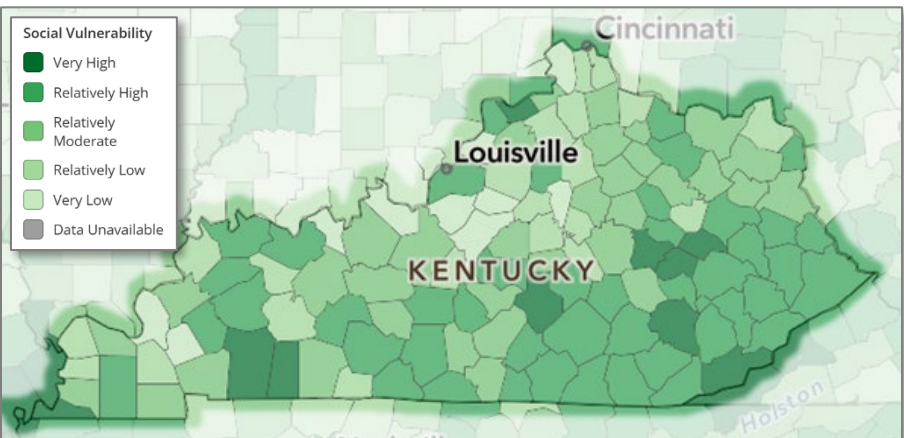 Social Vulnerability
Very High
Relatively High
Relatively
Moderate
Relatively Low
Very Low
Data Unavailable
Cincinnati
Louisville
KENTUCKY
Holston